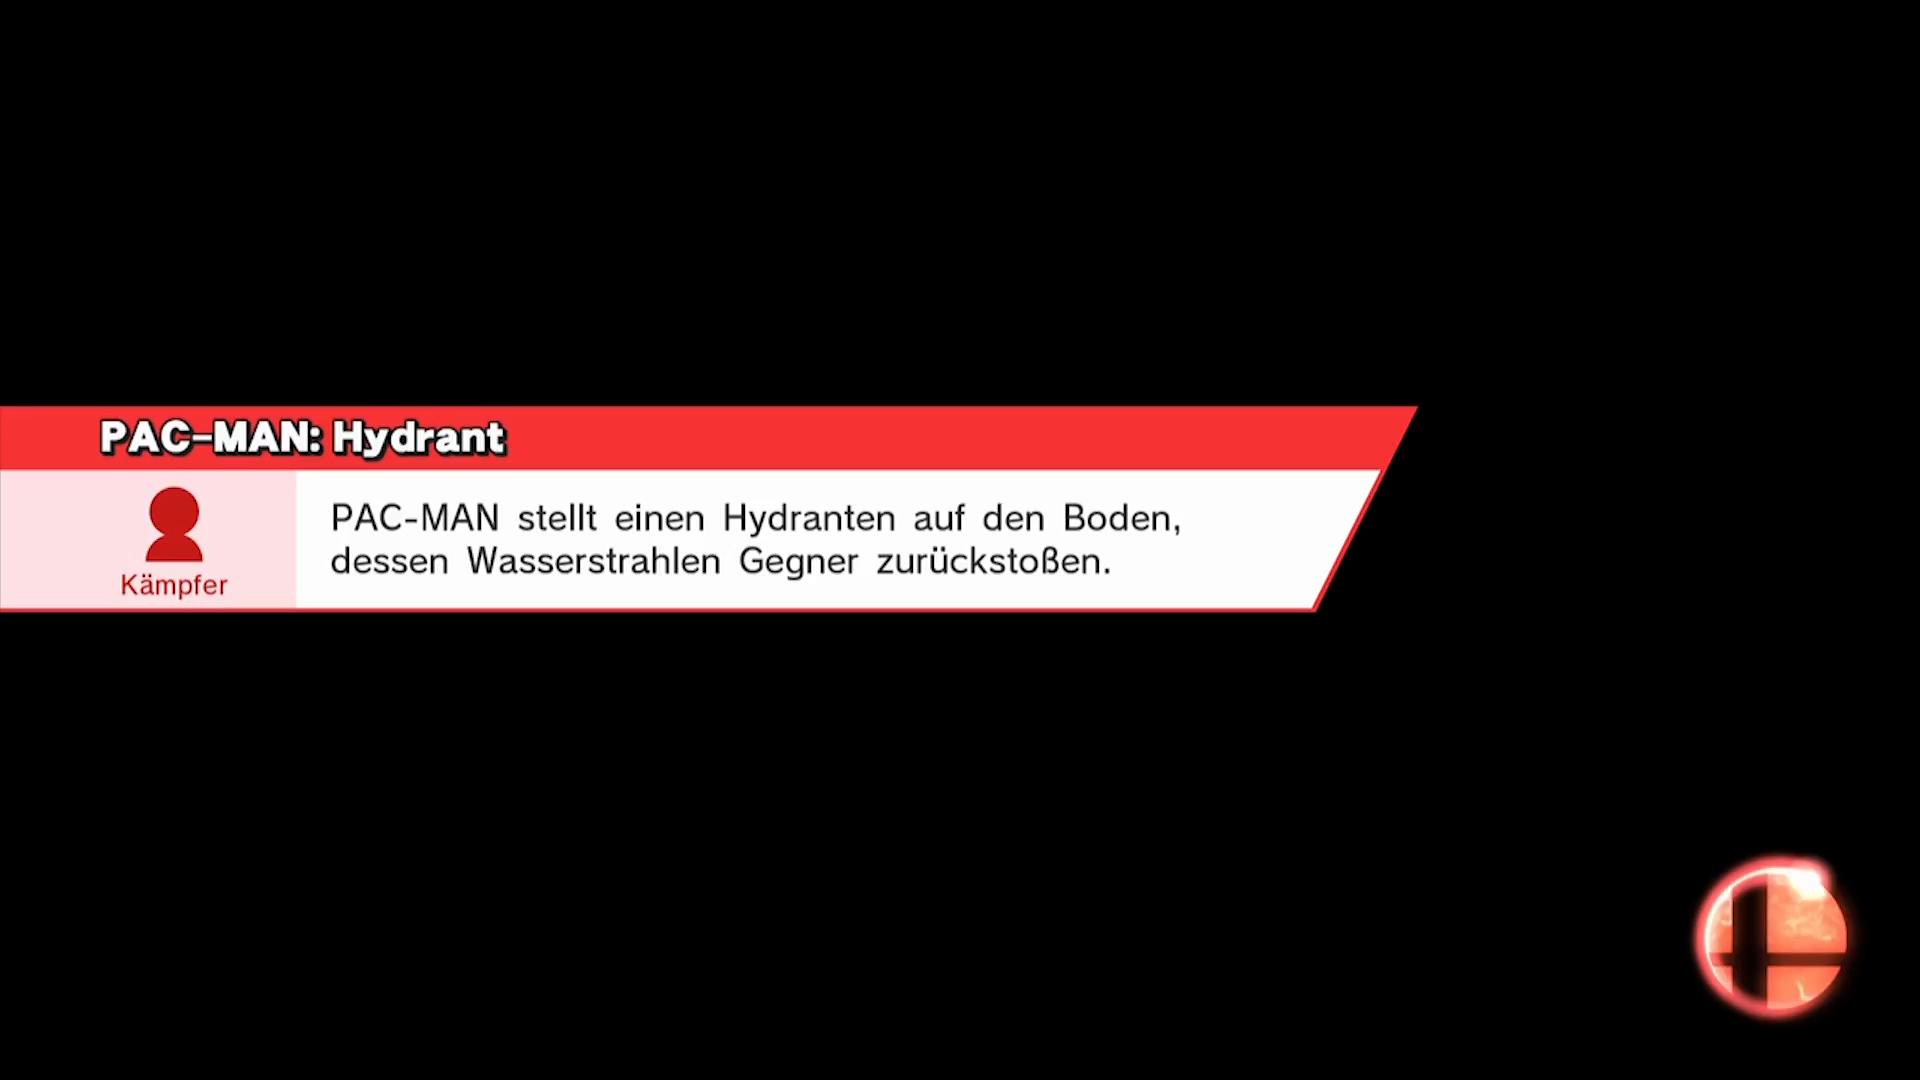 PAC-MAN: Hydrant
Kämpfer
PAC-MAN stellt einen Hydranten auf den Boden,
dessen Wasserstrahlen Gegner zurückstoßen.